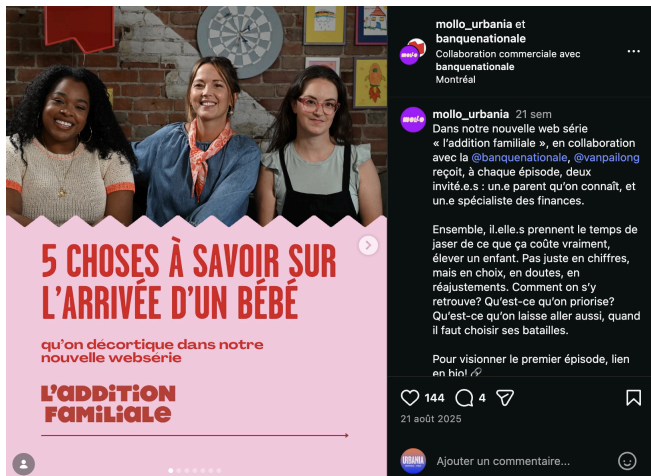 5 CHOSES À SAVOIR SUR
L'ARRIVÉE D'UN BÉBÉ
qu'on décortique dans notre
nouvelle websérie
L'ADDITION
FAMILIALE
mollo_urbania et
banquenationale
Collaboration commerciale avec
banquenationale
Montréal
mollo_urbania 21 sem
Dans notre nouvelle web série
« l'addition familiale », en collaboration
avec la @banquenationale, @vanpailong
reçoit, à chaque épisode, deux
invité.e.s : un.e parent qu'on connaît, et
un.e spécialiste des finances.
Ensemble, il.elle.s prennent le temps de
jaser de ce que ça coûte vraiment,
élever un enfant. Pas juste en chiffres,
mais en choix, en doutes, en
réajustements. Comment on s'y
retrouve? Qu'est-ce qu'on priorise?
Qu'est-ce qu'on laisse aller aussi, quand
il faut choisir ses batailles.
Pour visionner le premier épisode, lien
en bio! 🔗
144
4
21 août 2025
URBANIA
Ajouter un commentaire...